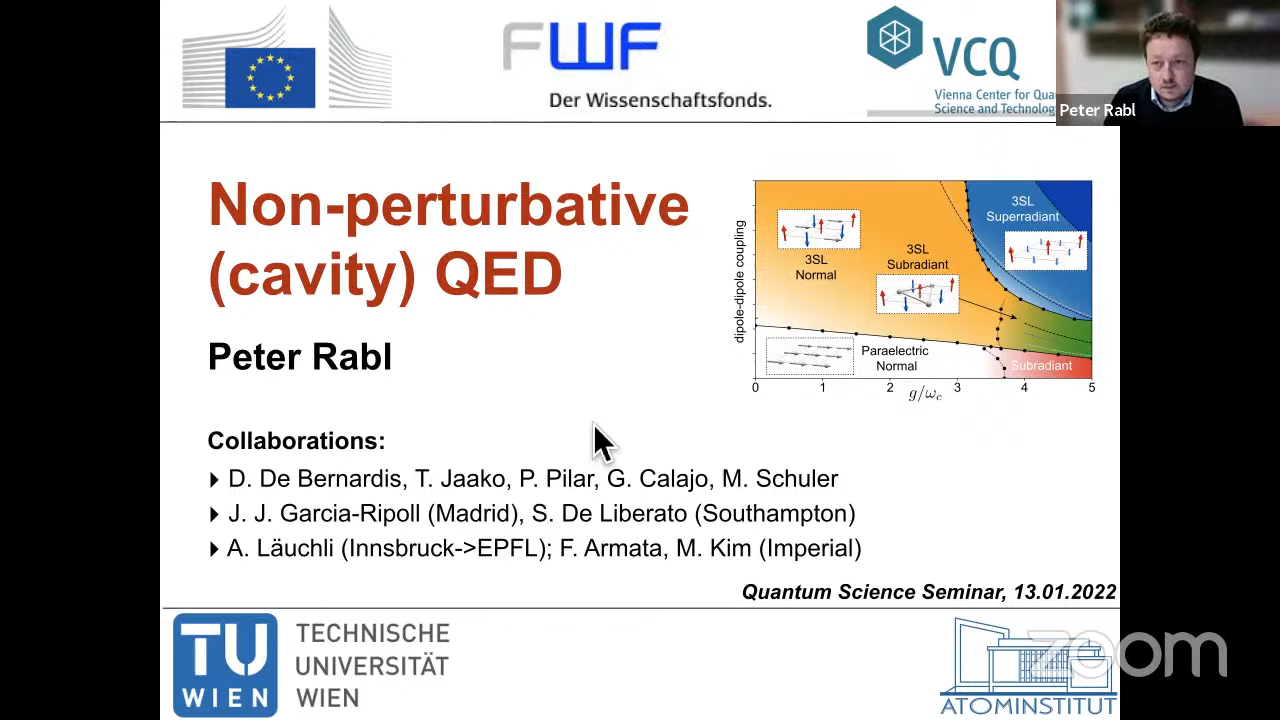 FWF
Der Wissenschaftsfonds.
VCQ
Vienna Center for Qua
Science and Technolog
Peter Rabl
Non-perturbative
(cavity) QED
Peter Rabl
dipole-dipole coupling
3SL
Normal
3SL
Subradiant
3SL
Superradiant
Paraelectric
Normal
Subradiant
0 1 2 3 4 5
g/ω_c
Collaborations:
D. De Bernardis, T. Jaako, P. Pilar, G. Calajo, M. Schuler
J. J. Garcia-Ripoll (Madrid), S. De Liberato (Southampton)
A. Läuchli (Innsbruck->EPFL); F. Armata, M. Kim (Imperial)
Quantum Science Seminar, 13.01.2022
TU
WIEN
TECHNISCHE
UNIVERSITÄT
WIEN
zoom
ATOMINSTITUT